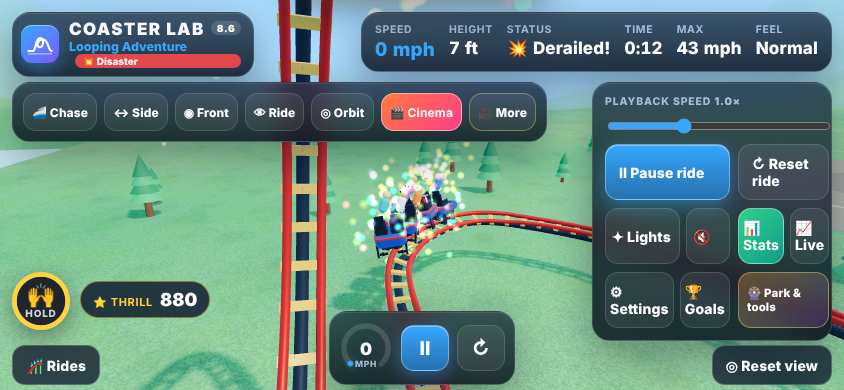 COASTER LAB 8.6
Looping Adventure
💥 Disaster
SPEED HEIGHT STATUS TIME MAX FEEL
0 mph 7 ft 💥 Derailed! 0:12 43 mph Normal
🎢 Chase ↔ Side ◉ Front 👁 Ride ◎ Orbit 🎬 Cinema 🎥 More
PLAYBACK SPEED 1.0×
⏸ Pause ride
↻ Reset
ride
✦ Lights 🔇
📊
Stats
📈
Live
⚙
Settings
🏆
Goals
🎡 Park &
tools
🙌
HOLD
⭐ THRILL 880
0
MPH
⏸ ↻
🎢 Rides
◎ Reset view